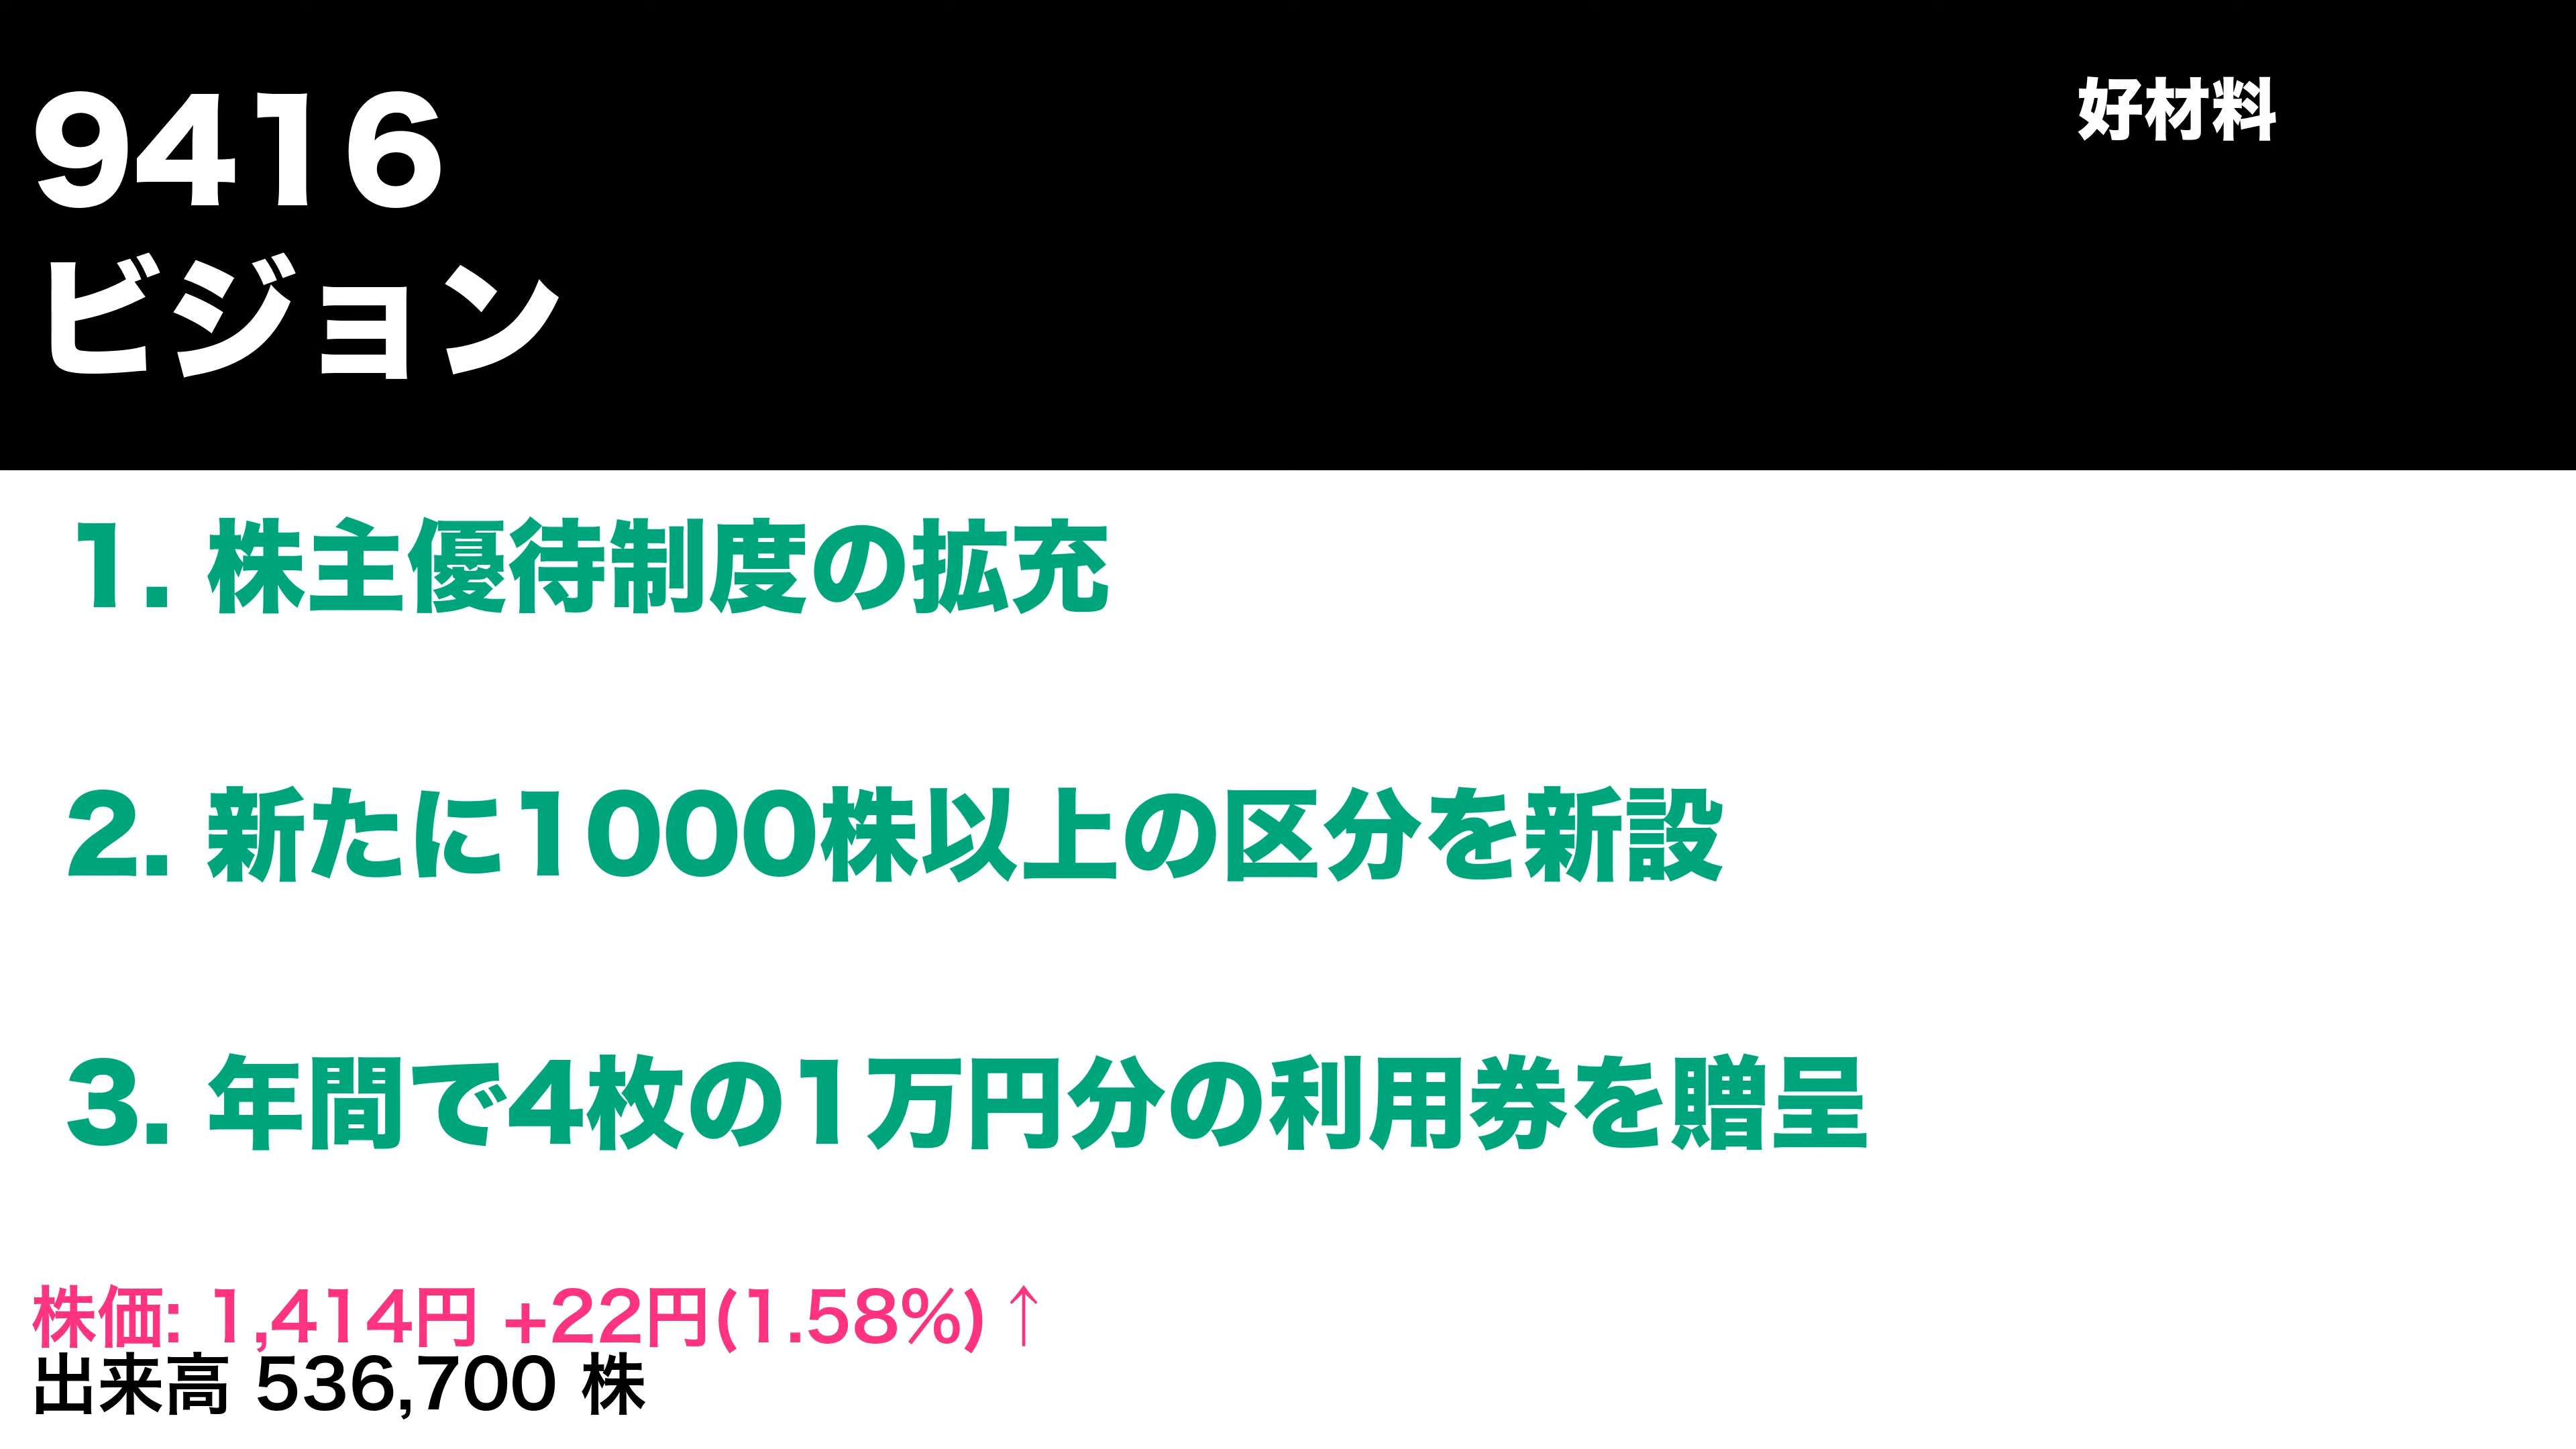 9416
ビジョン
好材料
1. 株主優待制度の拡充
2. 新たに1000株以上の区分を新設
3. 年間で4枚の1万円分の利用券を贈呈
株価: 1,414円 +22円(1.58%)↑
出来高 536,700 株